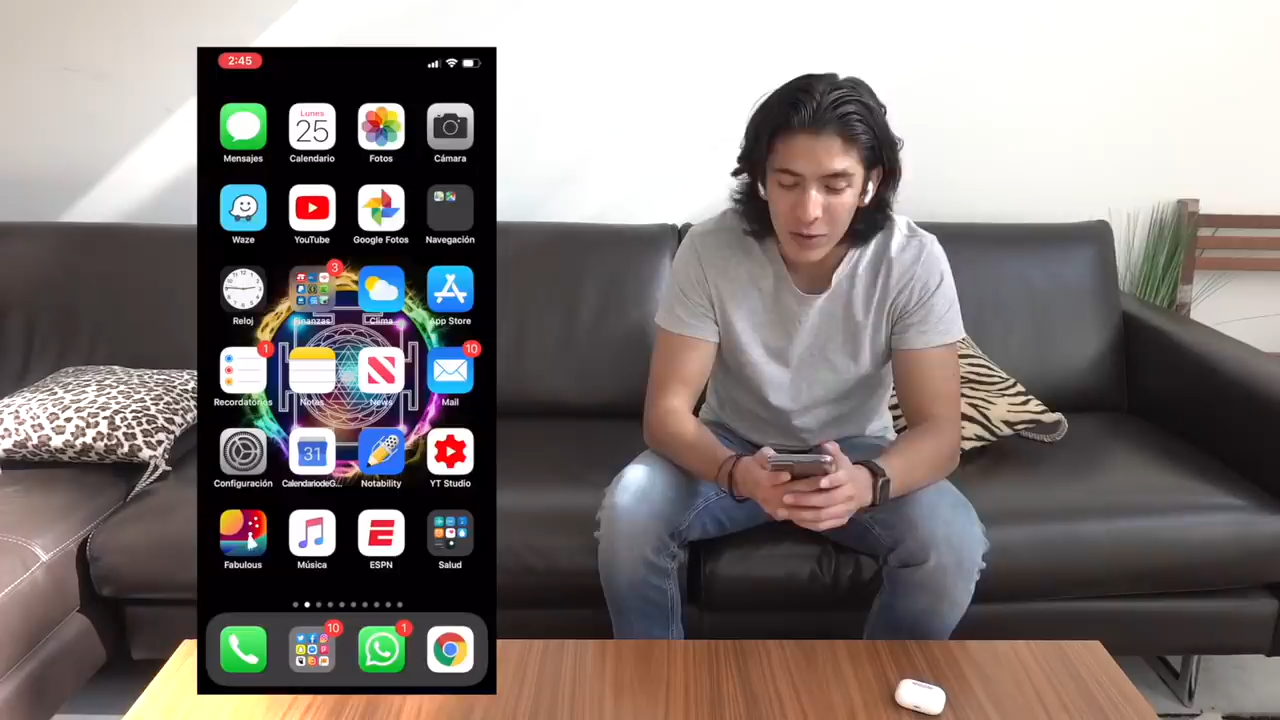 2:45
Lunes
25
Mensajes
Calendario
Fotos
Cámara
Waze
YouTube
Google Fotos
Navegación
Reloj
3
Finanzas
Clima
App Store
1
10
Recordatorios
Notas
News
Mail
31
Configuración
CalendariodeG...
Notability
YT Studio
Fabulous
Música
ESPN
Salud
10
1